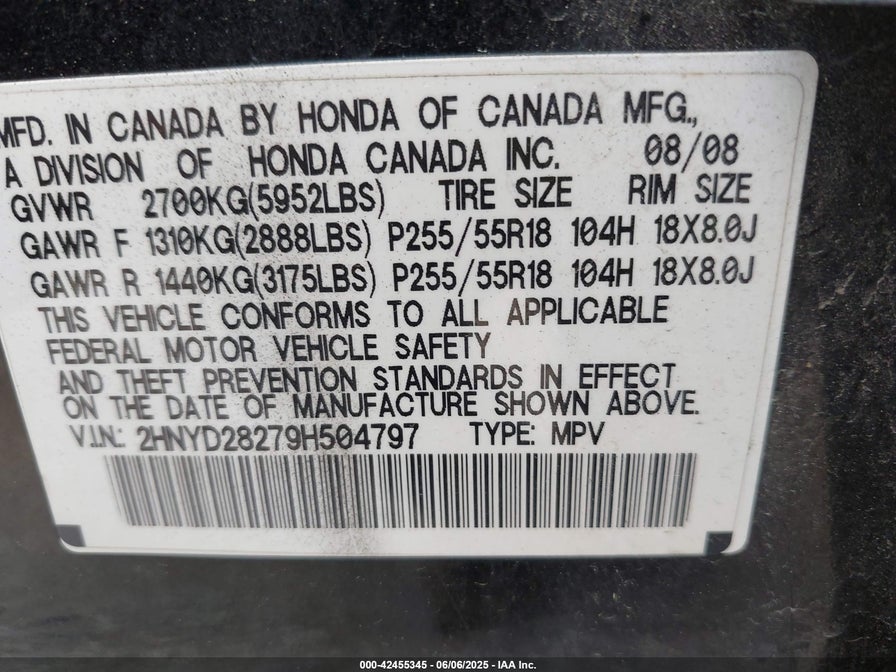 MFD. IN CANADA BY HONDA OF CANADA MFG.,
A DIVISION OF HONDA CANADA INC. 08/08
GVWR 2700KG(5952LBS) TIRE SIZE RIM SIZE
GAWR F 1310KG(2888LBS) P255/55R18 104H 18X8.0J
GAWR R 1440KG(3175LBS) P255/55R18 104H 18X8.0J
THIS VEHICLE CONFORMS TO ALL APPLICABLE
FEDERAL MOTOR VEHICLE SAFETY
AND THEFT PREVENTION STANDARDS IN EFFECT
ON THE DATE OF MANUFACTURE SHOWN ABOVE.
V.I.N.: 2HNYD28279H504797 TYPE: MPV
000-42455345 - 06/06/2025 - IAA Inc.